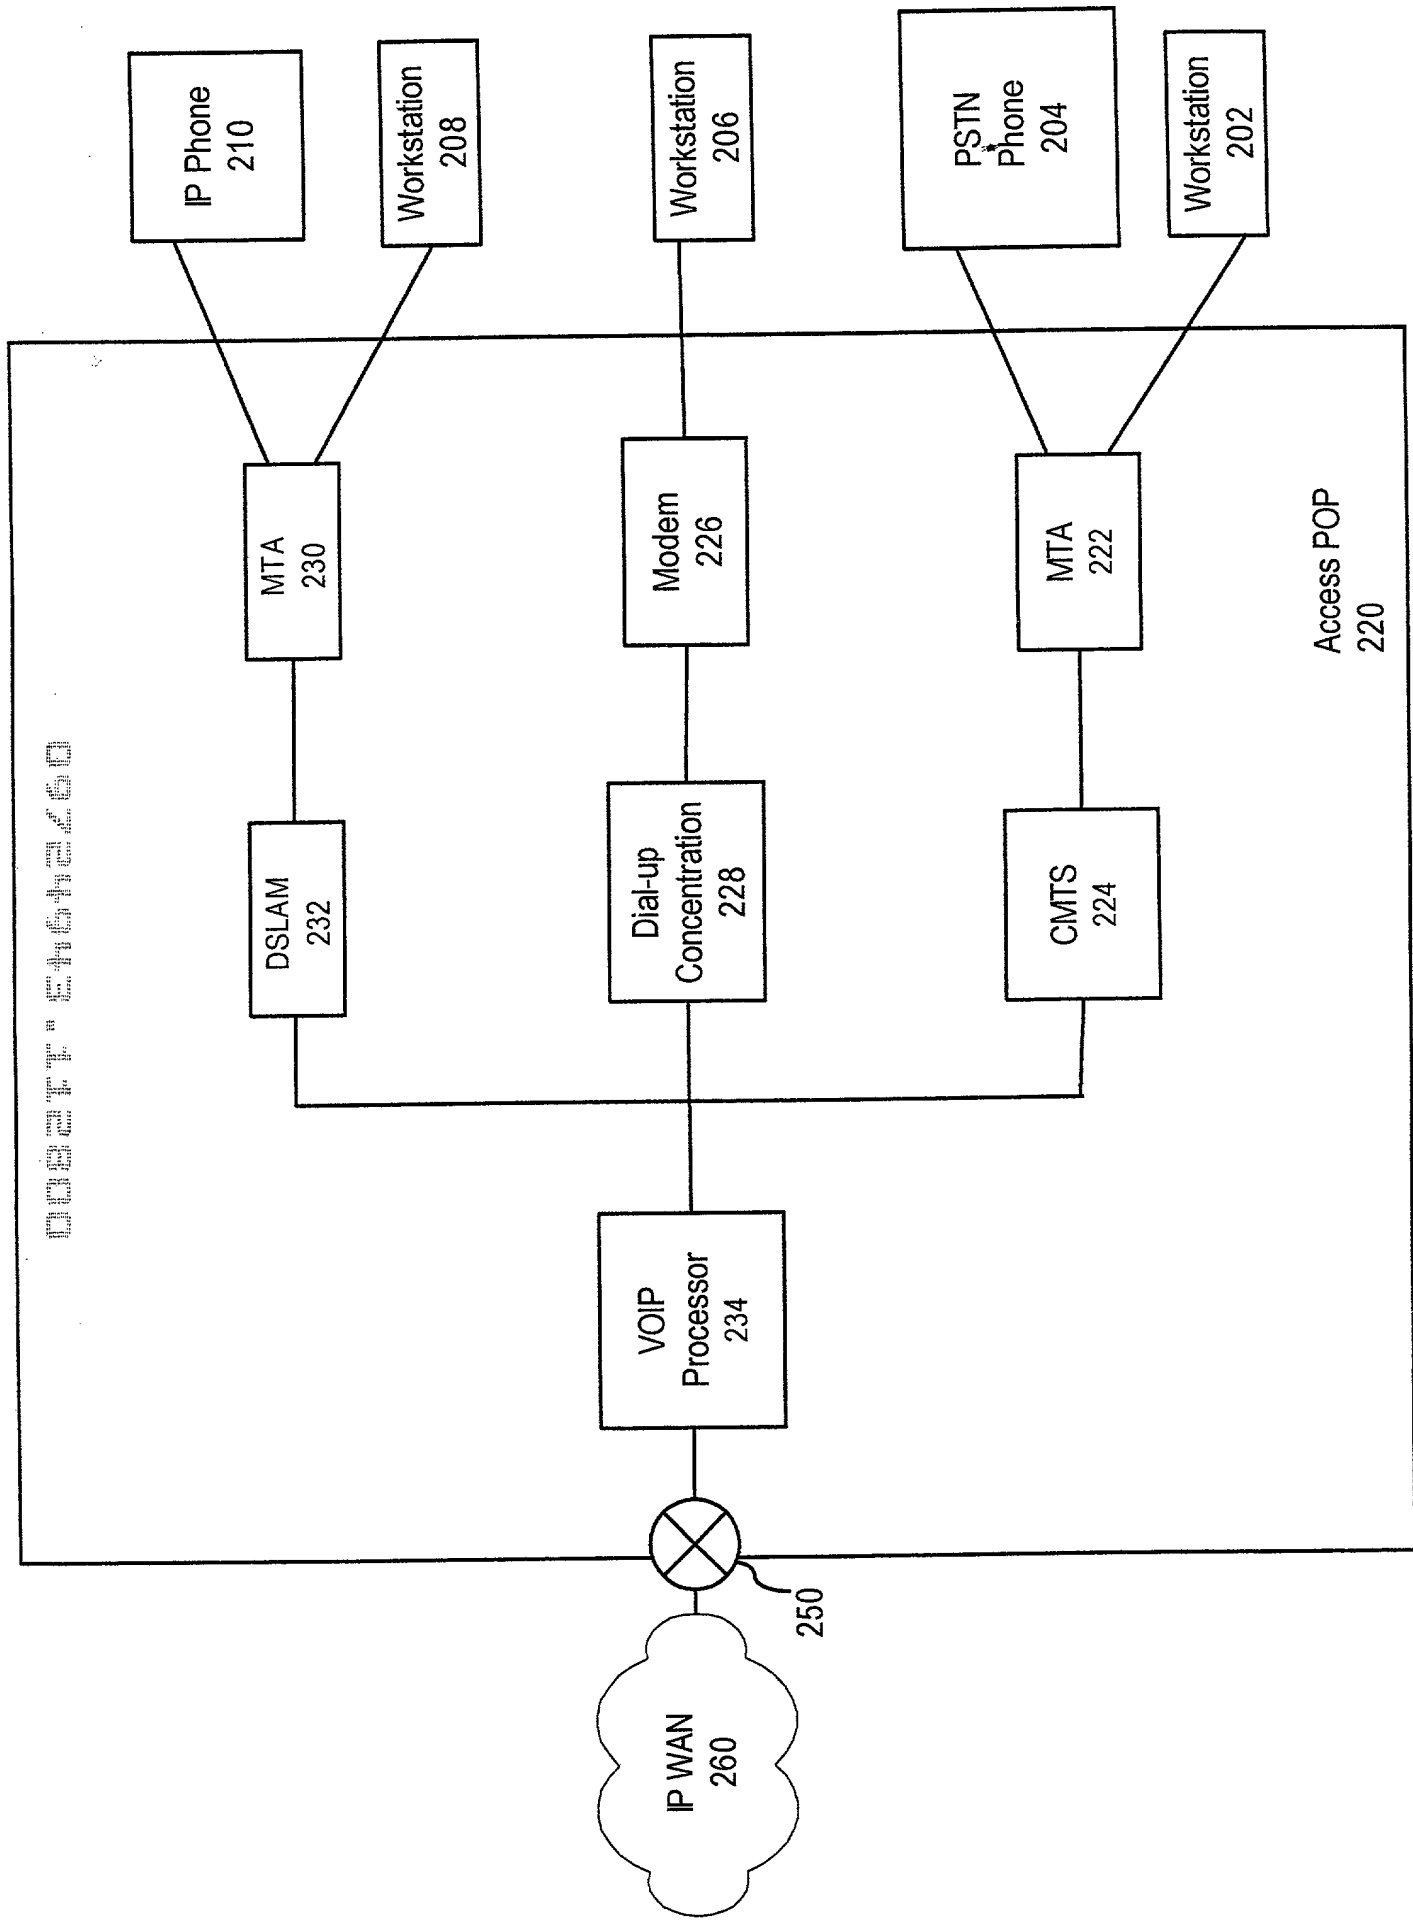 IP Phone
210
Workstation
208
Workstation
206
PSTN
Phone
204
Workstation
202
MTA
230
Modem
226
MTA
222
DSLAM
232
Dial-up
Concentration
228
CMTS
224
VOIP
Processor
234
Access POP
220
250
IP WAN
260